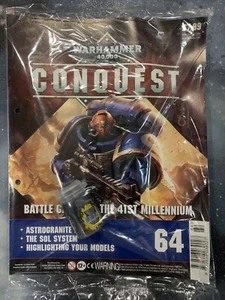 WARHAMMER
40,000
CONQUEST
BATTLE THE 41ST MILLENNIUM
64
• ASTROGRANITE
• THE SOL SYSTEM
• HIGHLIGHTING YOUR MODELS
WARNING